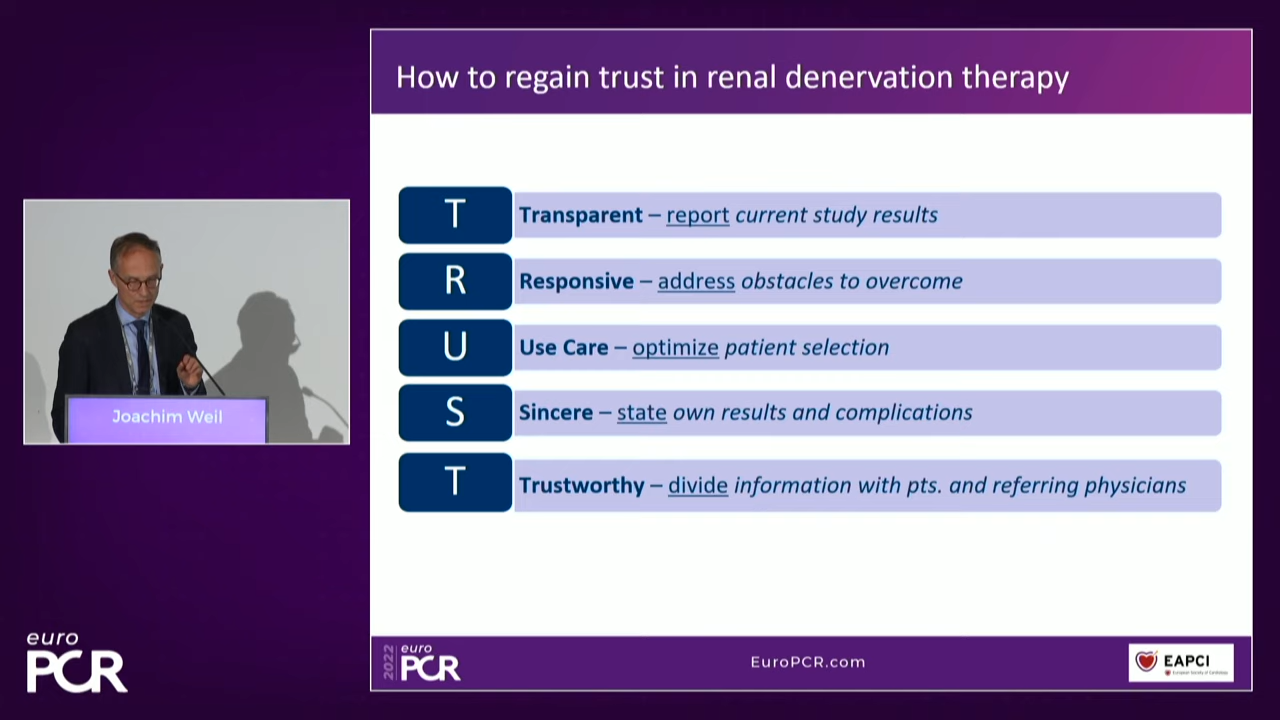 How to regain trust in renal denervation therapy
T
Transparent – report current study results
R
Responsive – address obstacles to overcome
U
Use Care – optimize patient selection
S
Sincere – state own results and complications
T
Trustworthy – divide information with pts. and referring physicians
Joachim Weil
euro
PCR
2022
euro
PCR
EuroPCR.com
EAPCI